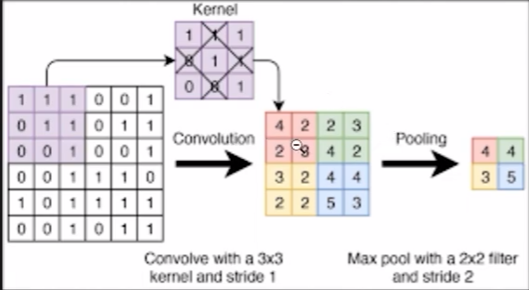 Kernel
1 1 1
0 1 1
0 0 1
1 1 1 0 0 1
0 1 1 0 1 1
0 0 1 0 0 1
0 0 1 1 1 0
1 0 1 1 1 1
0 0 1 0 1 1
Convolution
4 2 2 3
2 4 2
3 2 4 4
2 2 5 3
Pooling
4 4
3 5
Convolve with a 3x3
kernel and stride 1
Max pool with a 2x2 filter
and stride 2